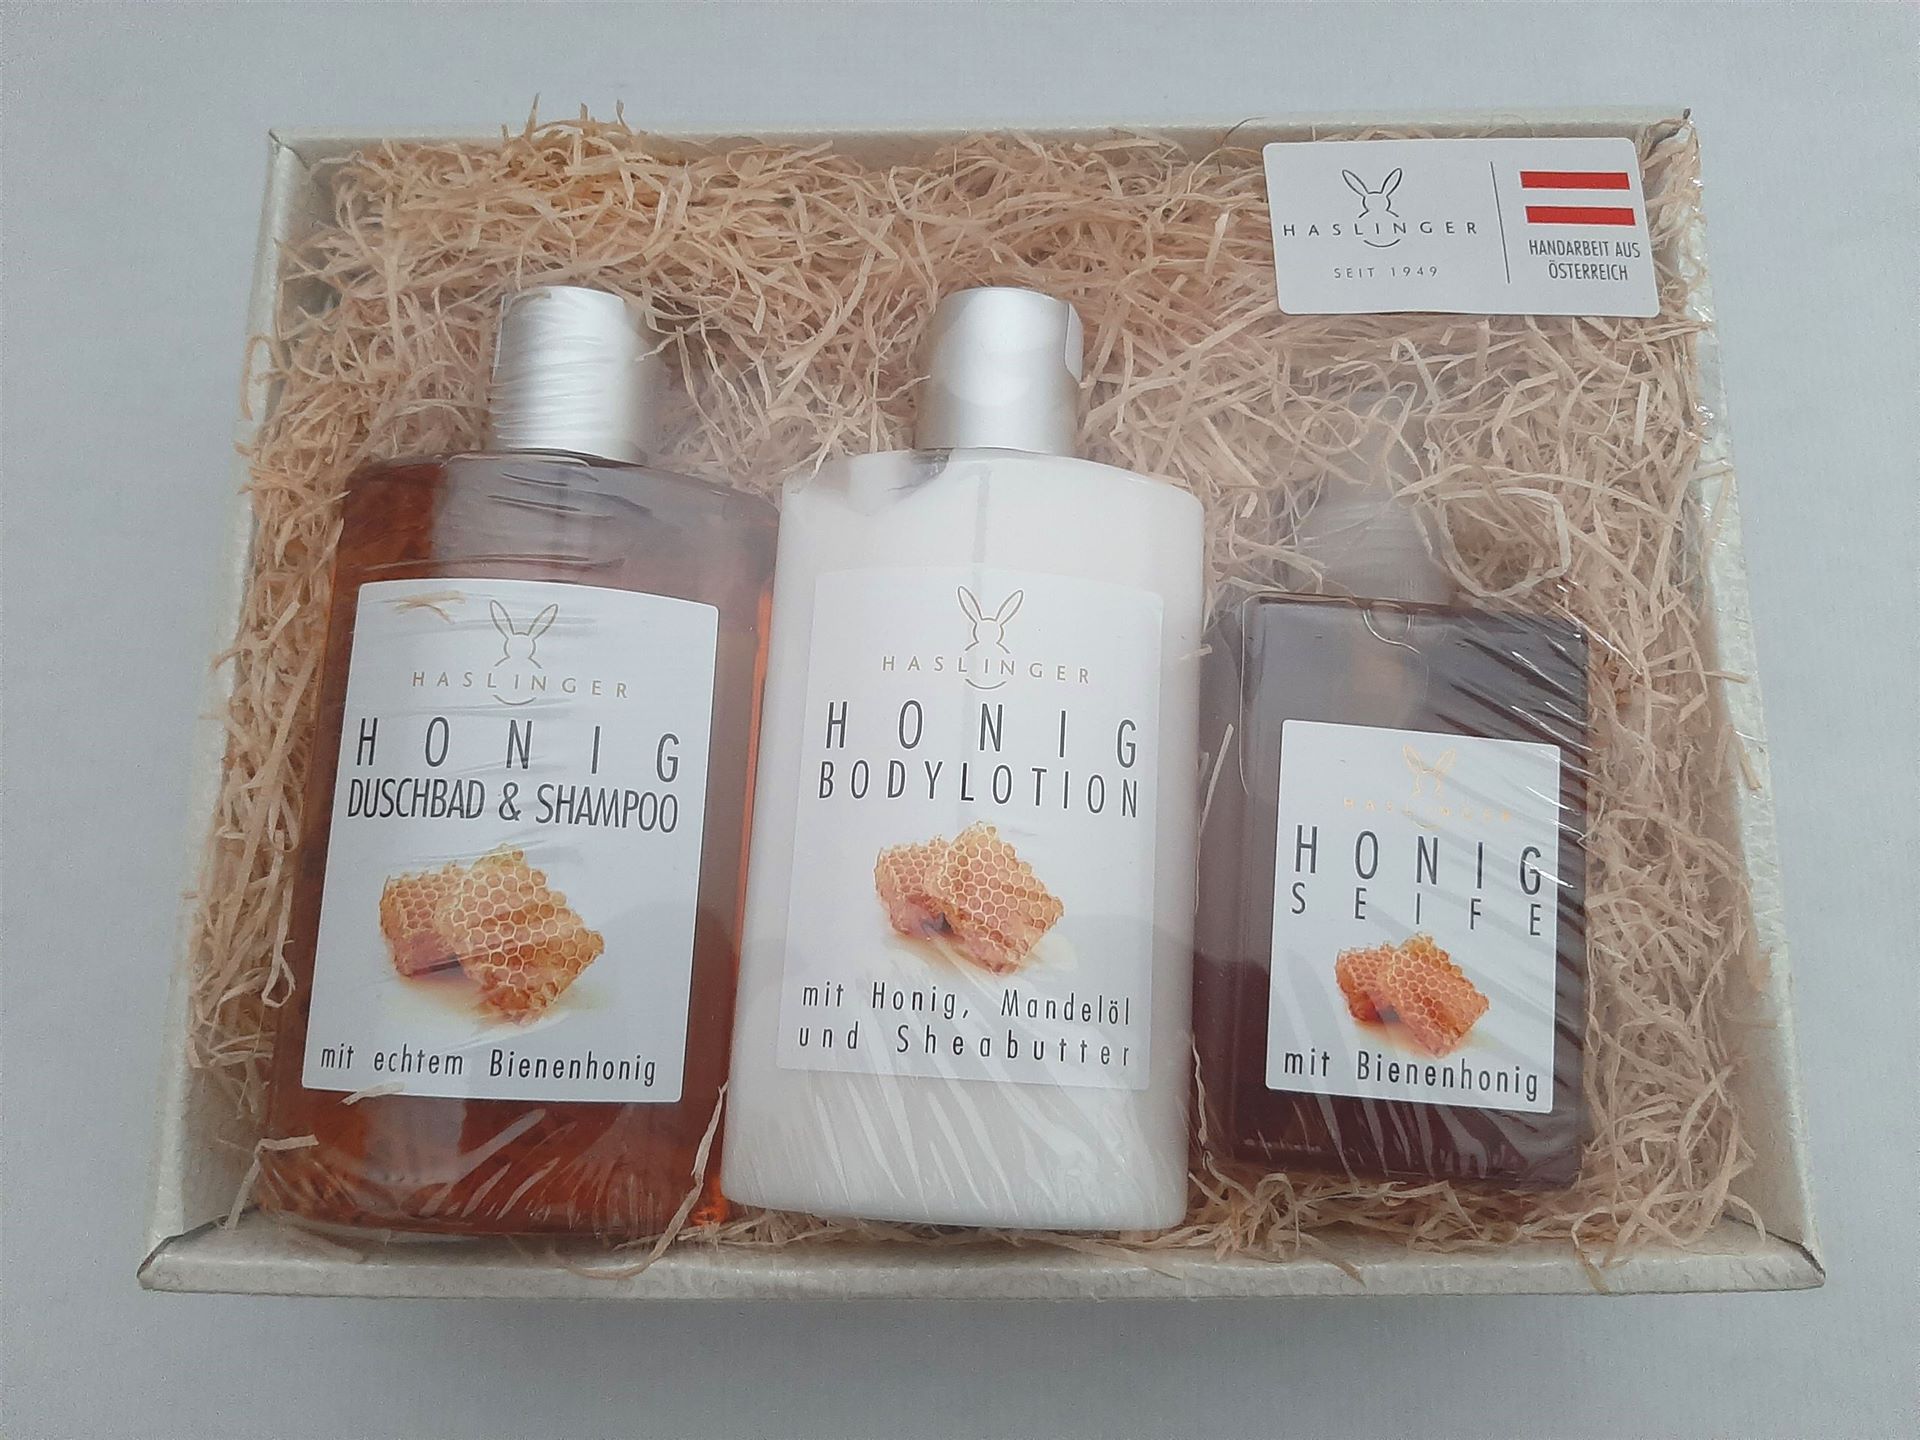 HASLINGER
SEIT 1949
HANDARBEIT AUS
ÖSTERREICH
HASLINGER
HONIG
DUSCHBAD & SHAMPOO
mit echtem Bienenhonig
HASLINGER
HONIG
BODYLOTION
mit Honig, Mandelöl
und Sheabutter
HASLINGER
HONIG
SEIFE
mit Bienenhonig